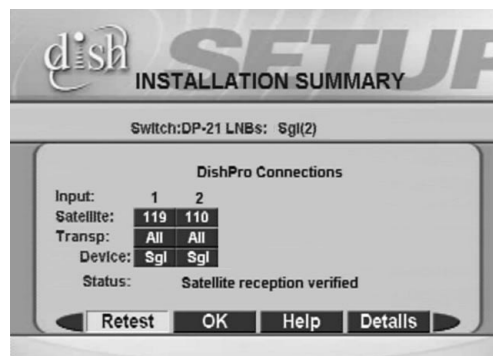 dish SETUP
INSTALLATION SUMMARY
Switch:DP-21 LNBs: Sgl(2)
DishPro Connections
Input: 1 2
Satellite: 119 110
Transp: All All
Device: Sgl Sgl
Status: Satellite reception verified
Retest OK Help Details